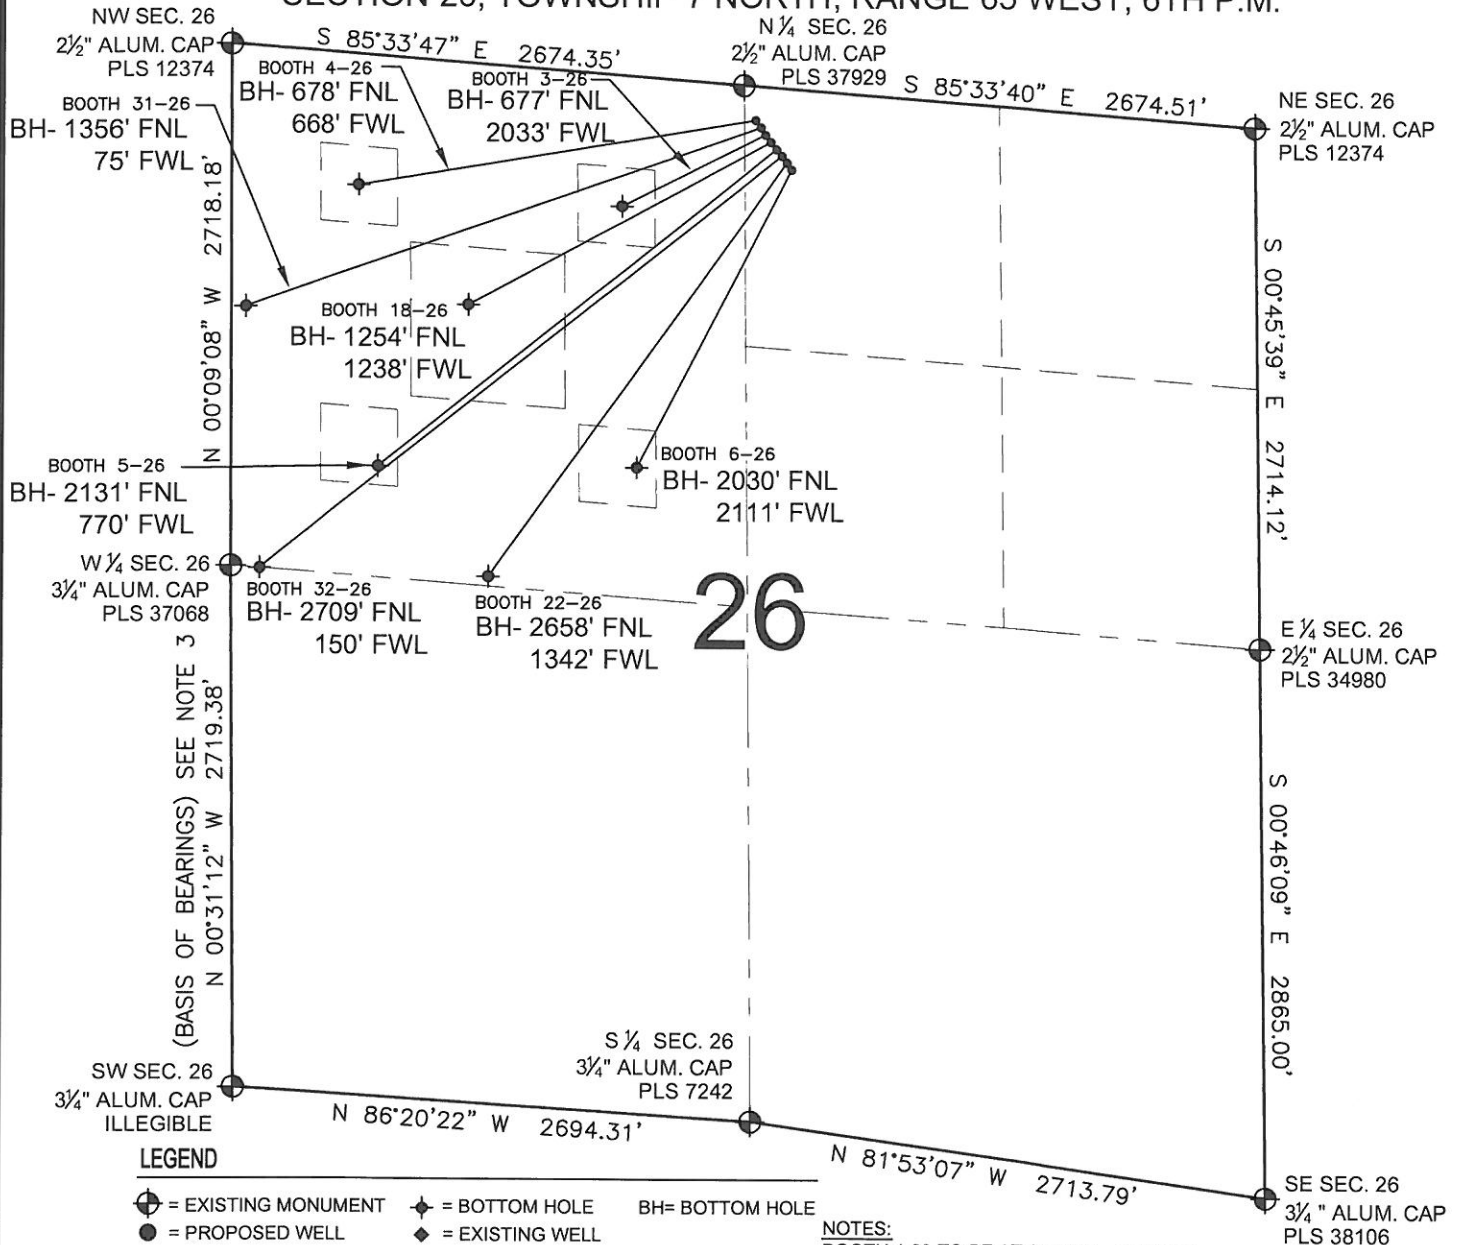 SECTION 26, TOWNSHIP 7 NORTH, RANGE 65 WEST, 6TH P.M.
NW SEC. 26
2½" ALUM. CAP
PLS 12374
S 85°33'47" E 2674.35'
N ¼ SEC. 26
2½" ALUM. CAP
PLS 37929
S 85°33'40" E 2674.51'
NE SEC. 26
2½" ALUM. CAP
PLS 12374
BOOTH 31-26
BH- 1356' FNL
75' FWL
BOOTH 4-26
BH- 678' FNL
668' FWL
BOOTH 3-26
BH- 677' FNL
2033' FWL
N 00°09'08" W 2718.18'
S 00°45'39" E 2714.12'
BOOTH 18-26
BH- 1254' FNL
1238' FWL
BOOTH 5-26
BH- 2131' FNL
770' FWL
BOOTH 6-26
BH- 2030' FNL
2111' FWL
W ¼ SEC. 26
3¼" ALUM. CAP
PLS 37068
BOOTH 32-26
BH- 2709' FNL
150' FWL
BOOTH 22-26
BH- 2658' FNL
1342' FWL
26
E ¼ SEC. 26
2½" ALUM. CAP
PLS 34980
(BASIS OF BEARINGS) SEE NOTE 3
N 00°31'12" W 2719.38'
S 00°46'09" E 2865.00'
SW SEC. 26
3¼" ALUM. CAP
ILLEGIBLE
S ¼ SEC. 26
3¼" ALUM. CAP
PLS 7242
N 86°20'22" W 2694.31'
N 81°53'07" W 2713.79'
SE SEC. 26
3¼ " ALUM. CAP
PLS 38106
LEGEND
= EXISTING MONUMENT
= BOTTOM HOLE
BH= BOTTOM HOLE
= PROPOSED WELL
= EXISTING WELL
NOTES: